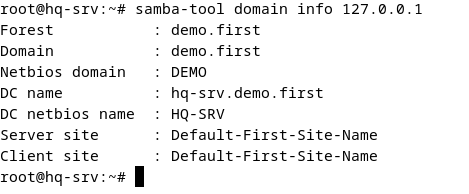 root@hq-srv:~# samba-tool domain info 127.0.0.1
Forest           : demo.first
Domain           : demo.first
Netbios domain   : DEMO
DC name          : hq-srv.demo.first
DC netbios name  : HQ-SRV
Server site      : Default-First-Site-Name
Client site      : Default-First-Site-Name
root@hq-srv:~#